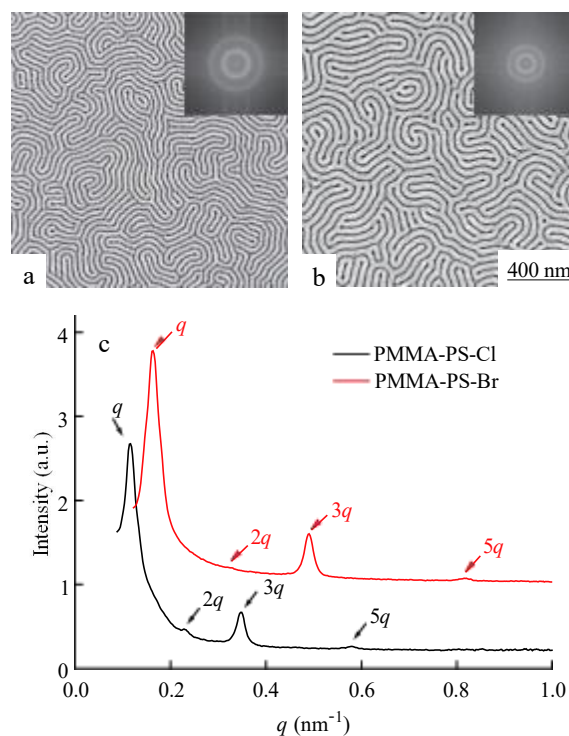 a
b
400 nm
c
PMMA-PS-Cl
PMMA-PS-Br
q
q
2q
3q
5q
2q
3q
5q
Intensity (a.u.)
4
3
2
1
0
0.0 0.2 0.4 0.6 0.8 1.0
q (nm⁻¹)